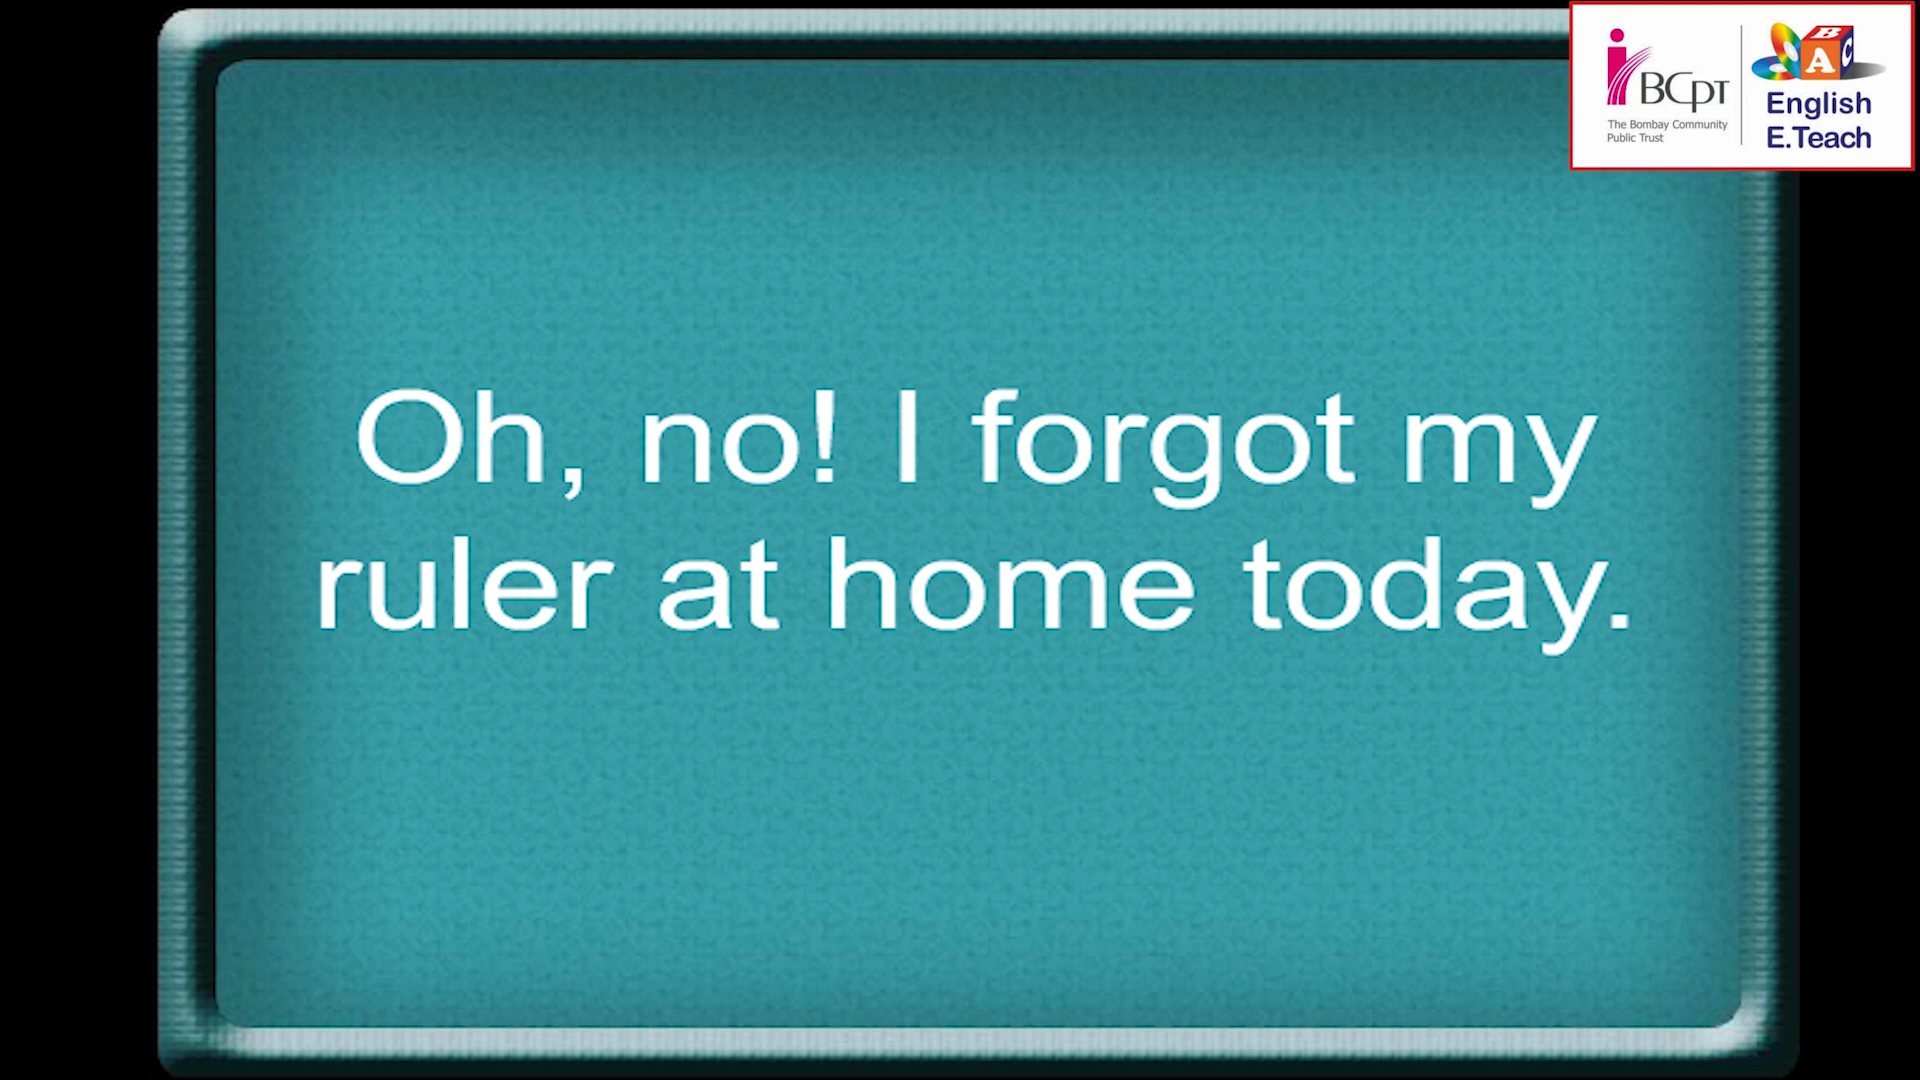 BCPT
The Bombay Community
Public Trust
B
A C
English
E.Teach
Oh, no! I forgot my
ruler at home today.